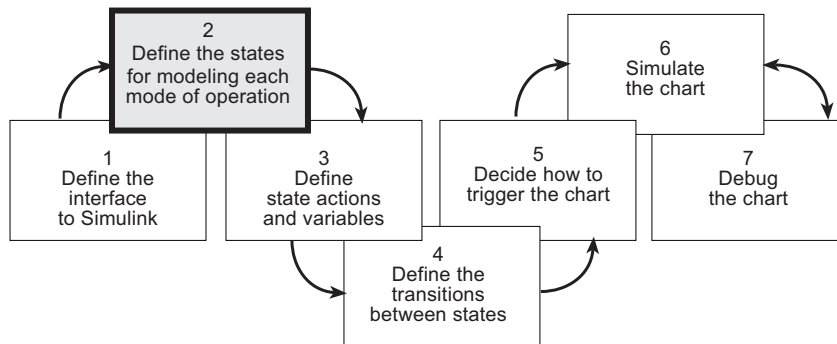 1
Define the
interface
to Simulink
2
Define the states
for modeling each
mode of operation
3
Define
state actions
and variables
4
Define the
transitions
between states
5
Decide how to
trigger the chart
6
Simulate
the chart
7
Debug
the chart